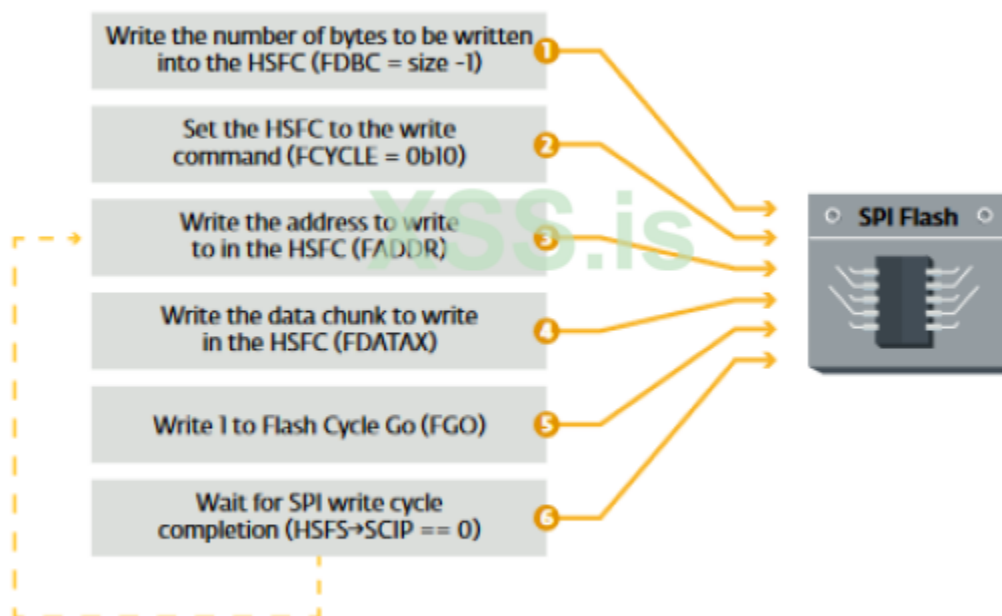 Write the number of bytes to be written
into the HSFC (FDBC = size -1)
1
Set the HSFC to the write
command (FCYCLE = 0b10)
2
Write the address to write
to in the HSFC (FADDR)
3
XSS.is
SPI Flash
Write the data chunk to write
in the HSFC (FDATAX)
4
Write 1 to Flash Cycle Go (FGO)
5
Wait for SPI write cycle
completion (HSFS→SCIP == 0)
6